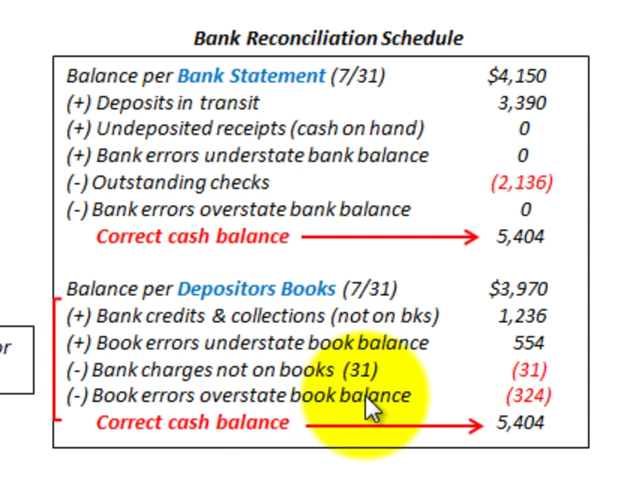 Bank Reconciliation Schedule
Balance per Bank Statement (7/31) $4,150
(+) Deposits in transit 3,390
(+) Undeposited receipts (cash on hand) 0
(+) Bank errors understate bank balance 0
(-) Outstanding checks (2,136)
(-) Bank errors overstate bank balance 0
Correct cash balance 5,404
Balance per Depositors Books (7/31) $3,970
(+) Bank credits & collections (not on bks) 1,236
(+) Book errors understate book balance 554
or
(-) Bank charges not on books (31) (31)
(-) Book errors overstate book balance (324)
Correct cash balance 5,404